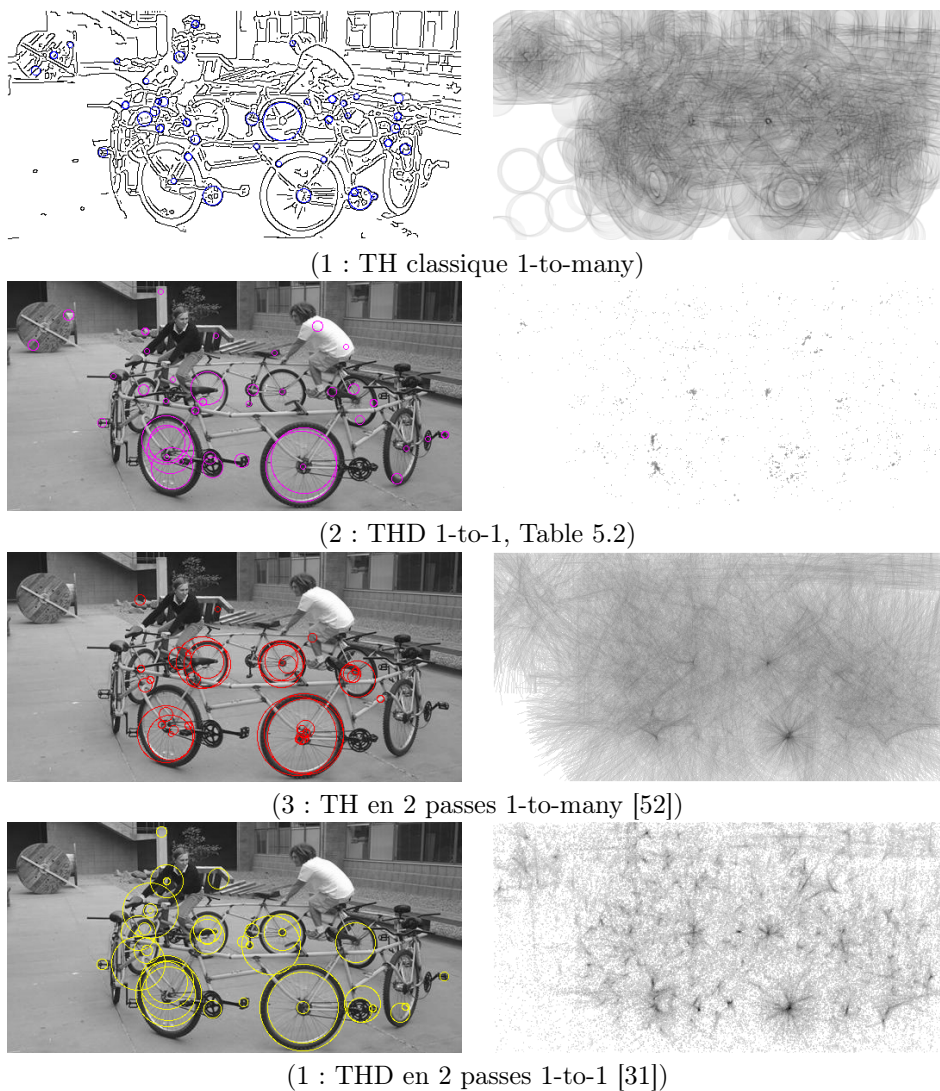 (1 : TH classique 1-to-many)
(2 : THD 1-to-1, Table 5.2)
(3 : TH en 2 passes 1-to-many [52])
(1 : THD en 2 passes 1-to-1 [31])